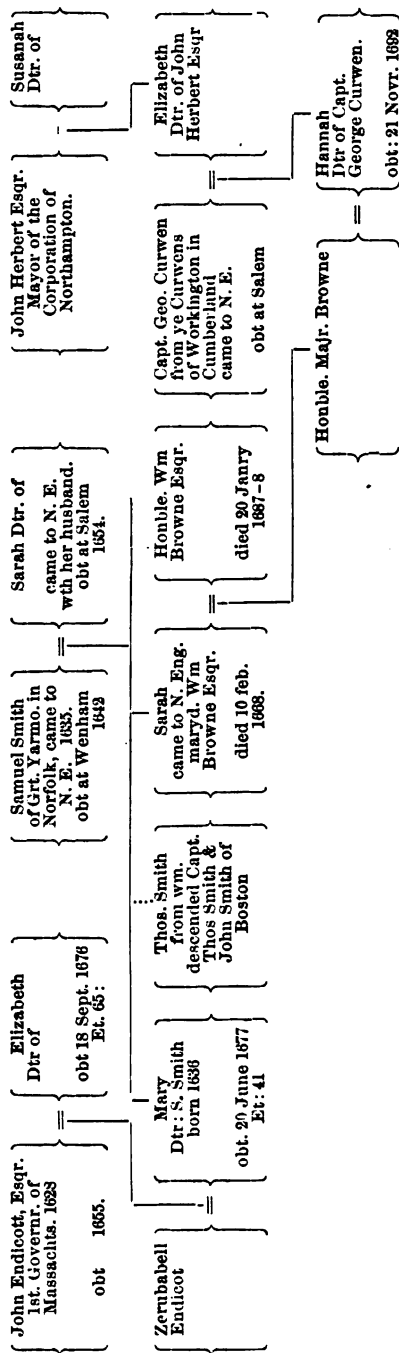 John Endicott, Esqr.
1st. Governr. of
Massachts. 1628
obt 1655.
Elizabeth
Dtr of
obt 18 Sept. 1676
Et. 65:
Samuel Smith
of Grt. Yarmo. in
Norfolk, came to
N. E. 1635.
obt at Wenham
1642
Sarah Dtr. of
came to N. E.
wth her husband.
obt at Salem
1654.
John Herbert Esqr.
Mayor of the
Corporation of
Northampton.
Susanah
Dtr. of
Zerubabell
Endicot
Mary
Dtr: S. Smith
born 1636
obt. 20 June 1677
Et: 41
Thos. Smith
from wm.
descended Capt.
Thos Smith &
John Smith of
Boston
Sarah
came to N. Eng.
maryd. Wm
Browne Esqr.
died 10 feb.
1668.
Honble. Wm
Browne Esqr.
died 20 Janry
1687-8
Capt. Geo. Curwen
from ye Curwens
of Workington in
Cumberland
came to N. E.
obt at Salem
Elizabeth
Dtr. of John
Herbert Esqr
Honble. Majr. Browne
Hannah
Dtr of Capt.
George Curwen.
obt: 21 Novr. 1692